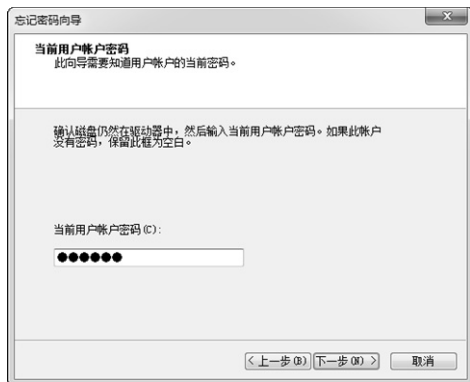 忘记密码向导
当前用户帐户密码
此向导需要知道用户帐户的当前密码。
确认磁盘仍然在驱动器中，然后输入当前用户帐户密码。如果此帐户
没有密码，保留此框为空白。
当前用户帐户密码(C):
●●●●●●
< 上一步(B) 下一步(N) > 取消